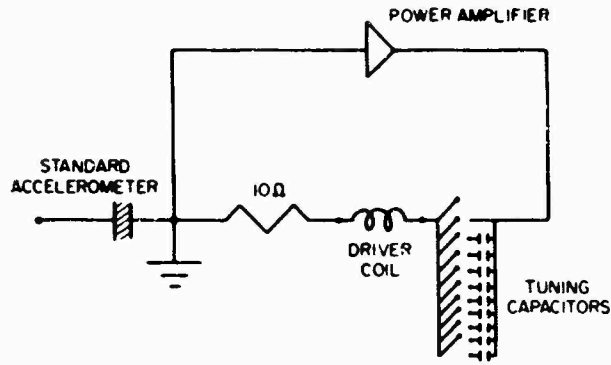 POWER AMPLIFIER
STANDARD
ACCELEROMETER
10Ω
DRIVER
COIL
TUNING
CAPACITORS